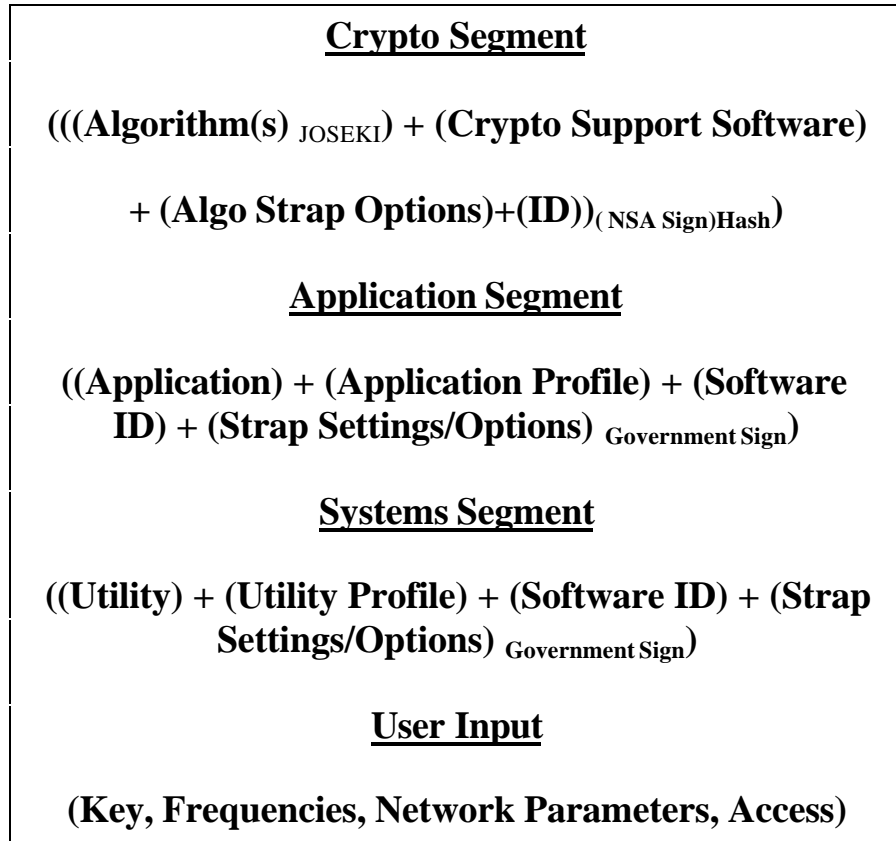 Crypto Segment
(((Algorithm(s) JOSEKI) + (Crypto Support Software)
+ (Algo Strap Options)+(ID))( NSA Sign)Hash)
Application Segment
((Application) + (Application Profile) + (Software
ID) + (Strap Settings/Options) Government Sign)
Systems Segment
((Utility) + (Utility Profile) + (Software ID) + (Strap
Settings/Options) Government Sign)
User Input
(Key, Frequencies, Network Parameters, Access)